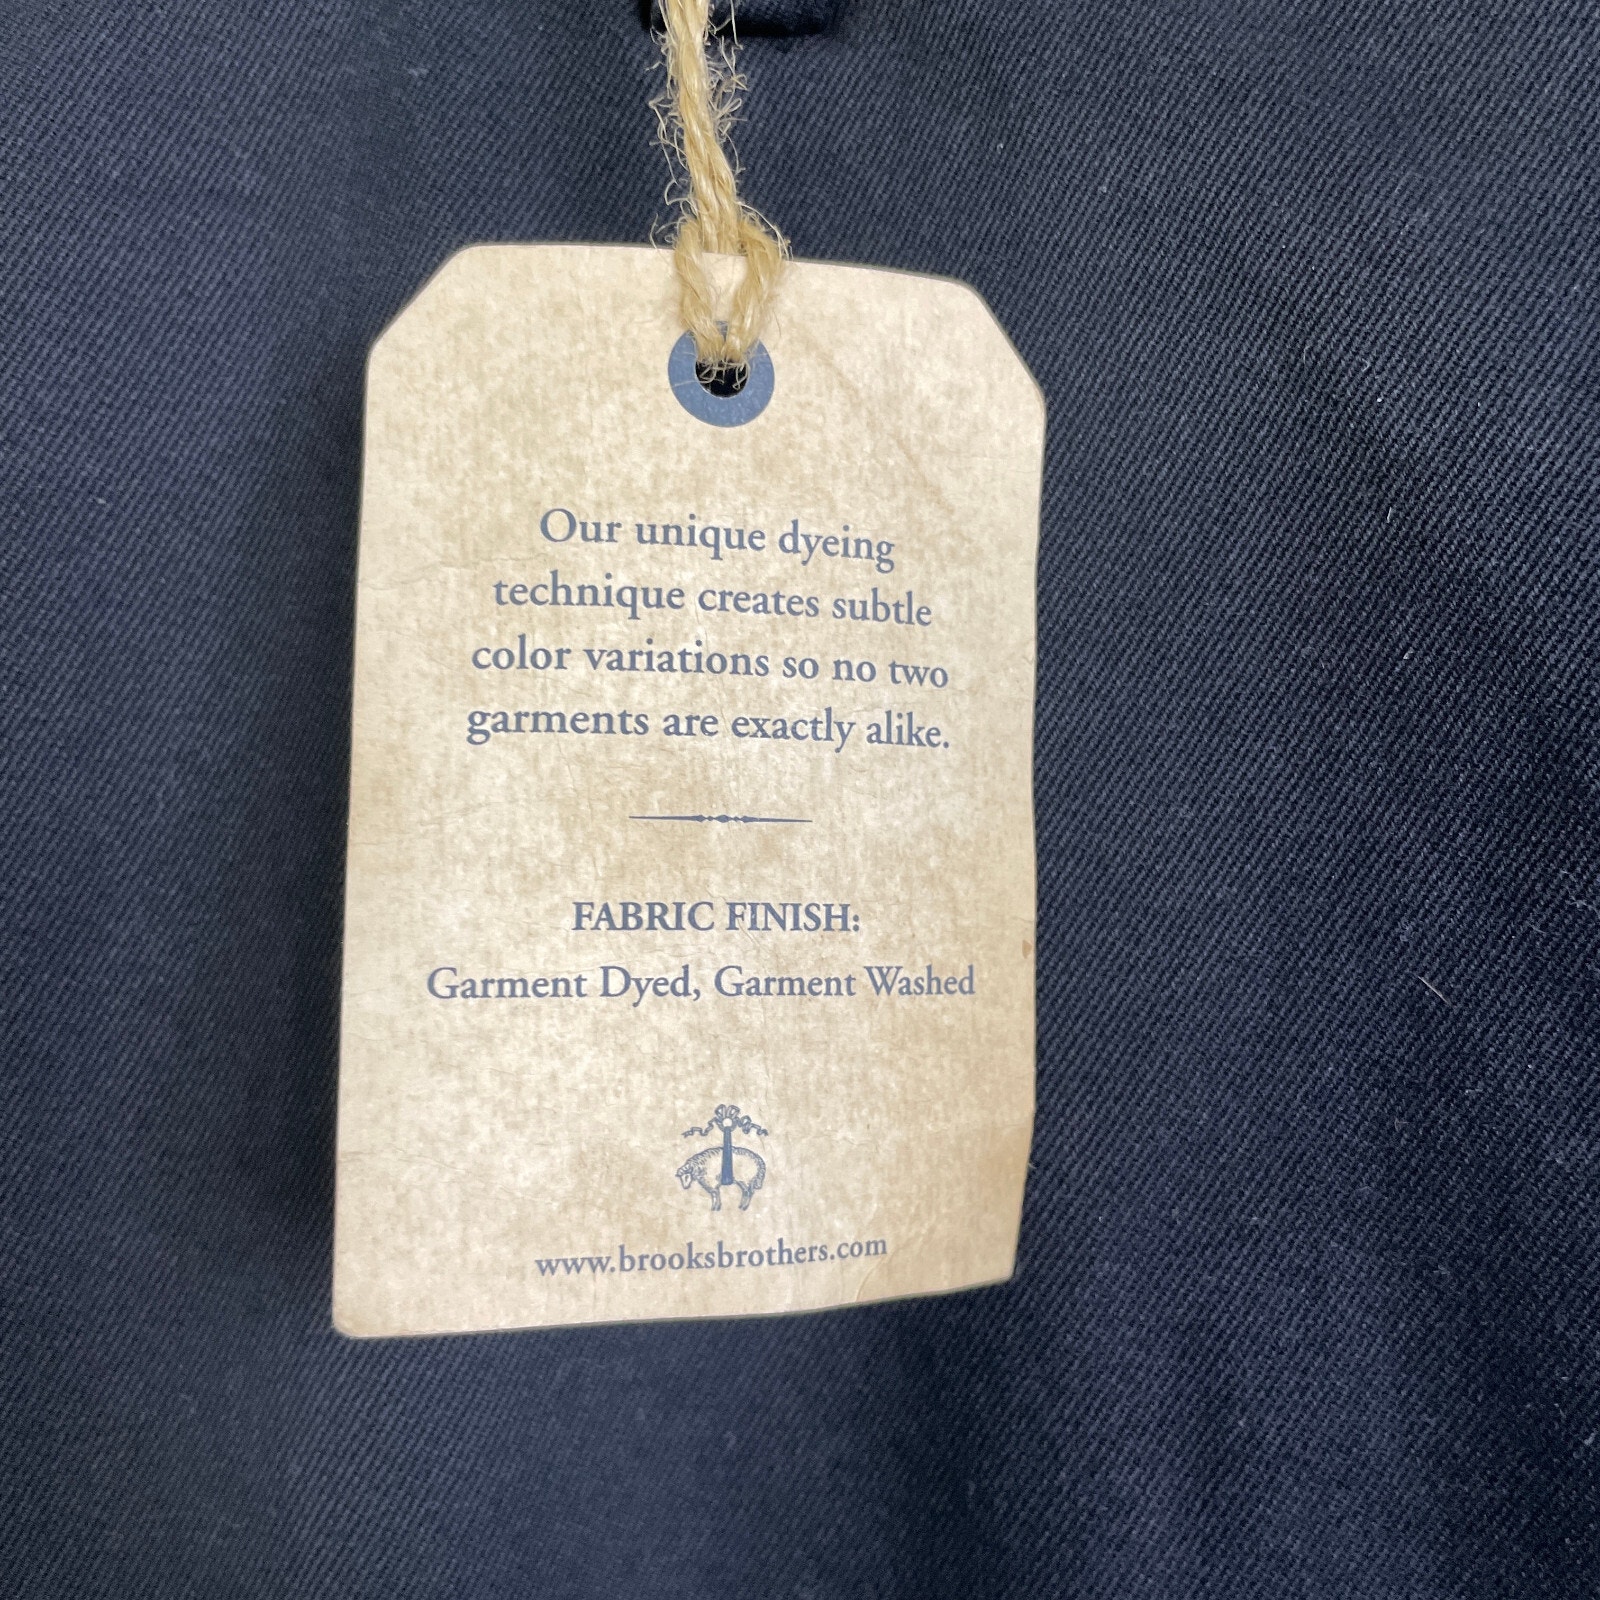 Our unique dyeing
technique creates subtle
color variations so no two
garments are exactly alike.
FABRIC FINISH:
Garment Dyed, Garment Washed
www.brooksbrothers.com